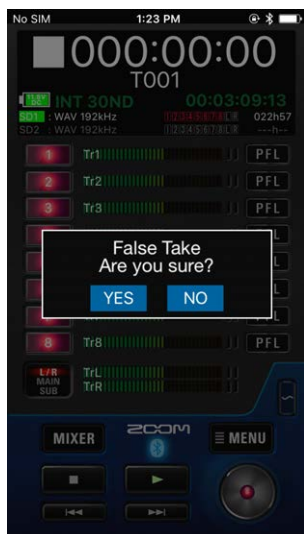 No SIM 1:23 PM
000:00:00
T001
INT 30ND 00:03:09:13
SD1 : WAV 192kHz 12345678LR 022h57
SD2 : WAV 192kHz 12345678LR ---h--
1 Tr1 PFL
2 Tr2 PFL
3 Tr3 PFL
False Take
Are you sure?
YES NO
8 Tr8 PFL
L/R TrL
MAIN
SUB TrR
MIXER ZOOM MENU